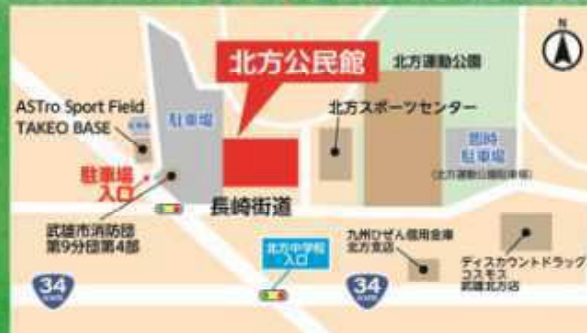 北方公民館
N
北方運動公園
ASTro Sport Field
TAKEO BASE
駐車場
北方スポーツセンター
臨時
駐車場
(北方運動公園駐車場)
駐車場
入口
長崎街道
武雄市消防団
第9分団第4部
北方中学校
入口
九州ひぜん信用金庫
北方支店
ディスカウントドラッグ
コスモス
武雄北方店
34
34